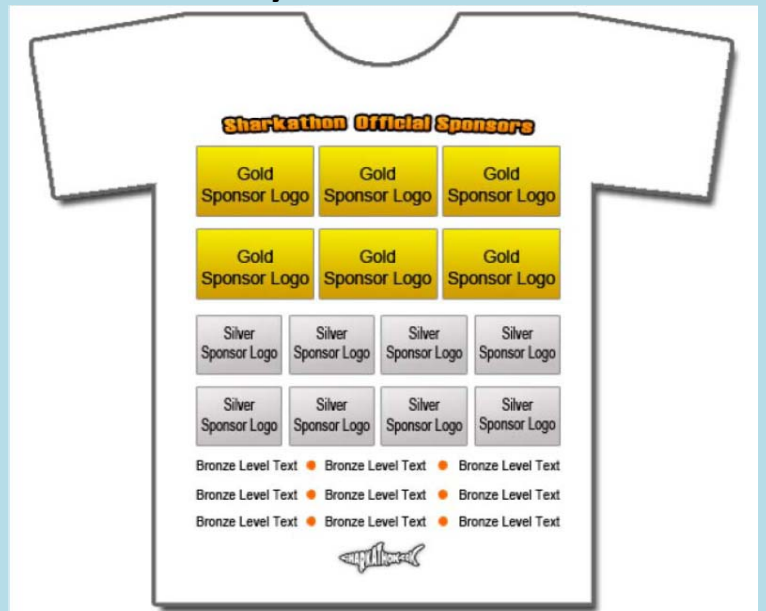 Sharkathon Official Sponsors
Gold Gold Gold
Sponsor Logo Sponsor Logo Sponsor Logo
Gold Gold Gold
Sponsor Logo Sponsor Logo Sponsor Logo
Silver Silver Silver Silver
Sponsor Logo Sponsor Logo Sponsor Logo Sponsor Logo
Silver Silver Silver Silver
Sponsor Logo Sponsor Logo Sponsor Logo Sponsor Logo
Bronze Level Text • Bronze Level Text • Bronze Level Text
Bronze Level Text • Bronze Level Text • Bronze Level Text
Bronze Level Text • Bronze Level Text • Bronze Level Text